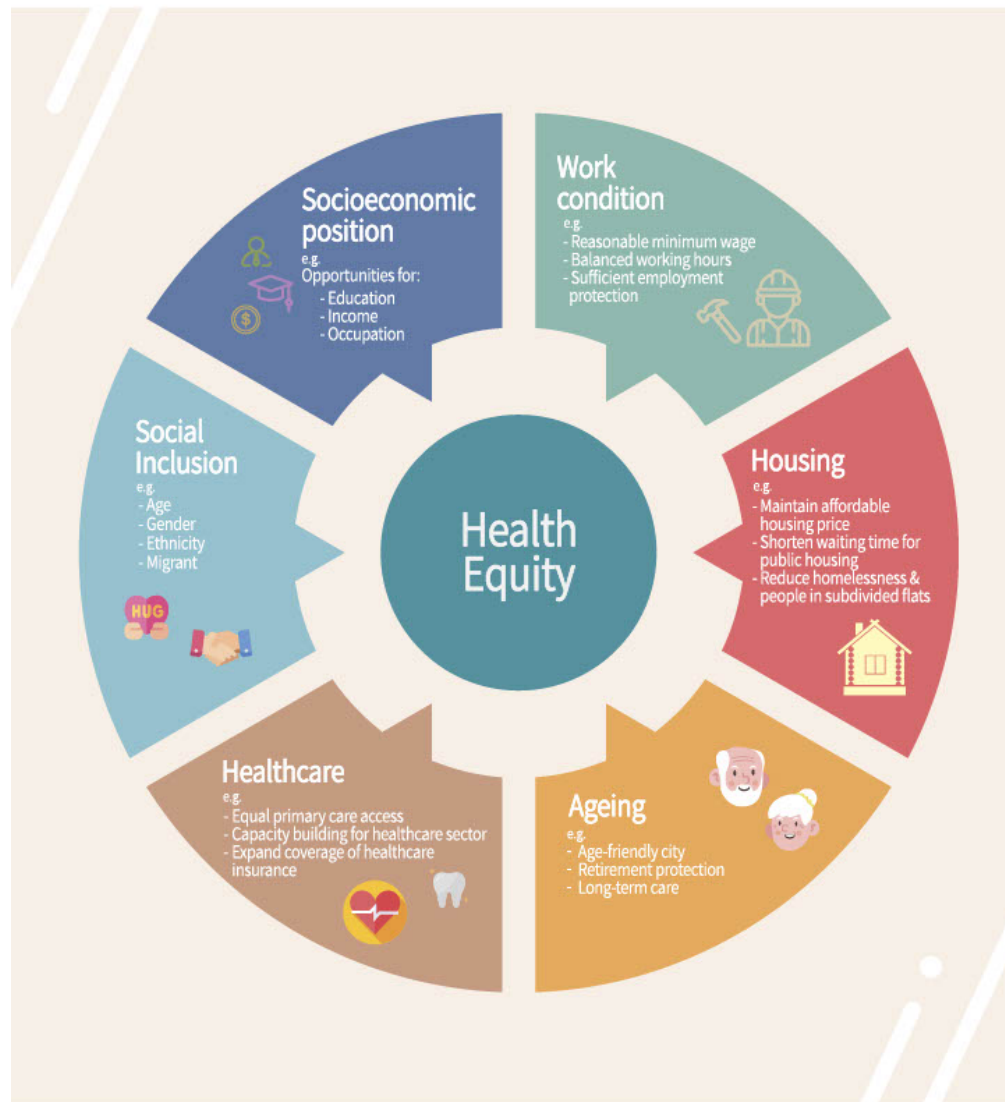 Socioeconomic
position
e.g.
Opportunities for:
- Education
- Income
- Occupation
$
Work
condition
e.g.
- Reasonable minimum wage
- Balanced working hours
- Sufficient employment
protection
Social
Inclusion
e.g.
- Age
- Gender
- Ethnicity
- Migrant
HUG
Health
Equity
Housing
e.g.
- Maintain affordable
housing price
- Shorten waiting time for
public housing
- Reduce homelessness &
people in subdivided flats
Healthcare
e.g.
- Equal primary care access
- Capacity building for healthcare sector
- Expand coverage of healthcare
insurance
Ageing
e.g.
- Age-friendly city
- Retirement protection
- Long-term care